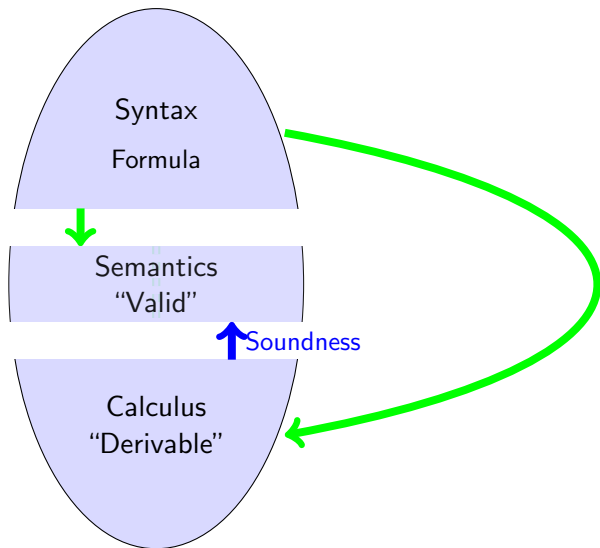 Syntax
Formula
Semantics
“Valid”
Soundness
Calculus
“Derivable”